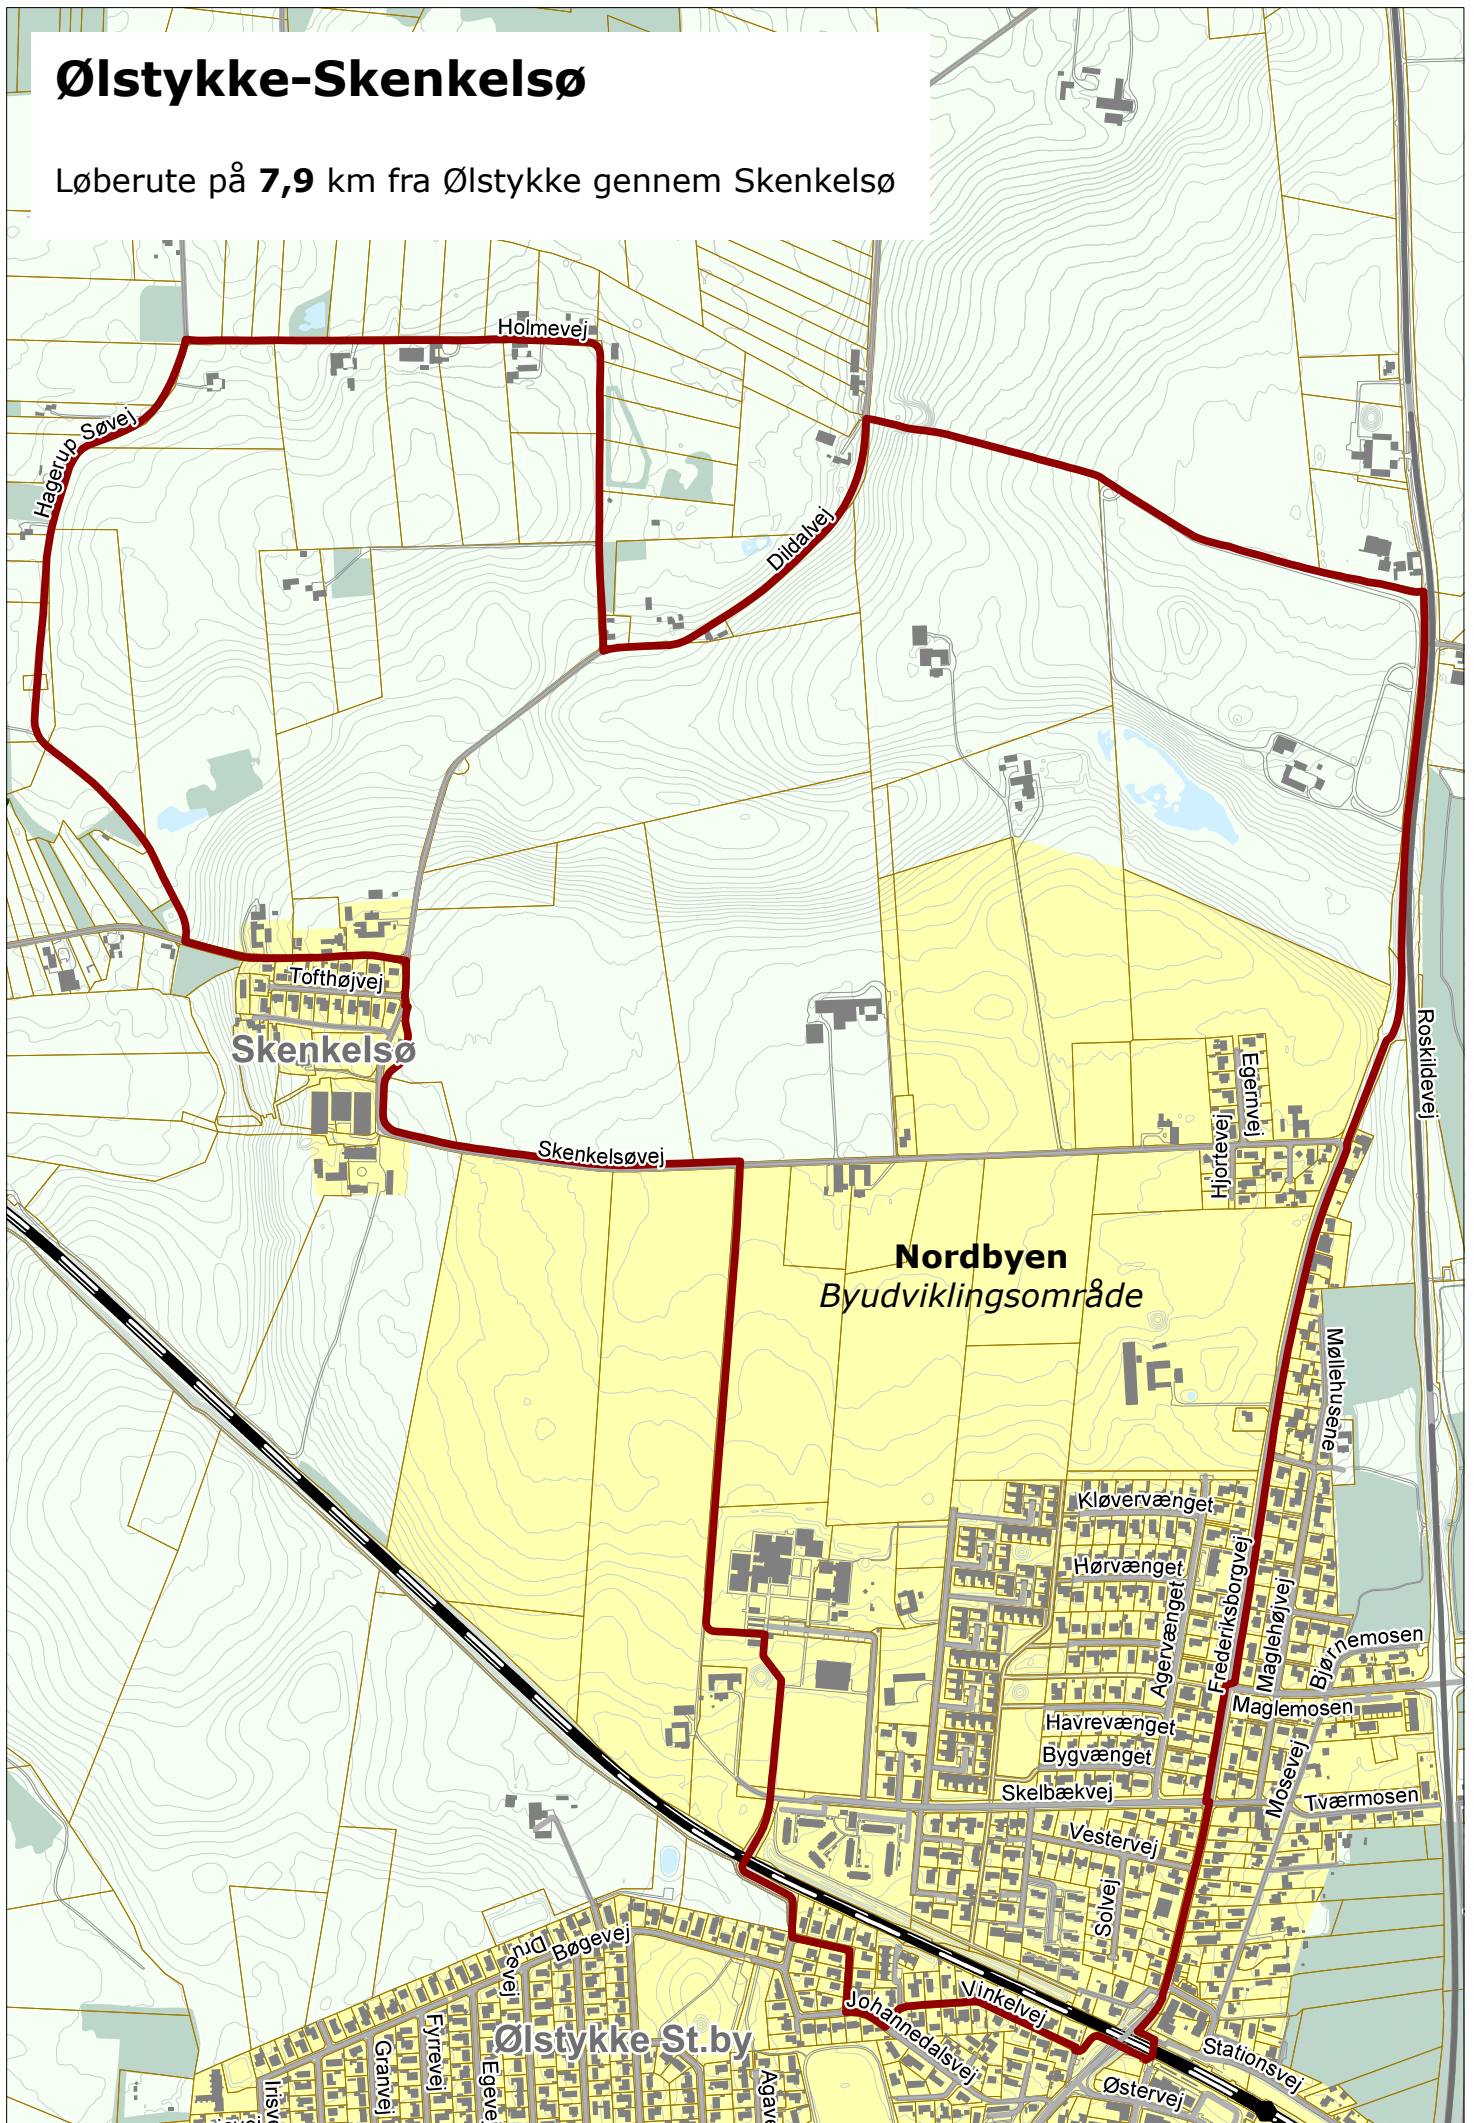 Ølstykke-Skenkelsø
Løberute på 7,9 km fra Ølstykke gennem Skenkelsø
Holmevej
Hagerup Søvej
Dildalvej
Tofthøjvej
Skenkelsø
Roskildevej
Egernvej
Hjortevej
Skenkelsøvej
Nordbyen
Byudviklingsområde
Møllehusene
Kløvervænget
Hørvænget
Agervænget
Frederiksborgvej
Maglehøjvej
Bjørnemosen
Maglemosen
Havrevænget
Bygvænget
Mosevej
Skelbækvej
Tværmosen
Vestervej
Solvej
Bøgevej
Vinkelvej
Johannedalsvej
Ølstykke St.by
Stationsvej
Østervej
Fyrrevej
Granvej